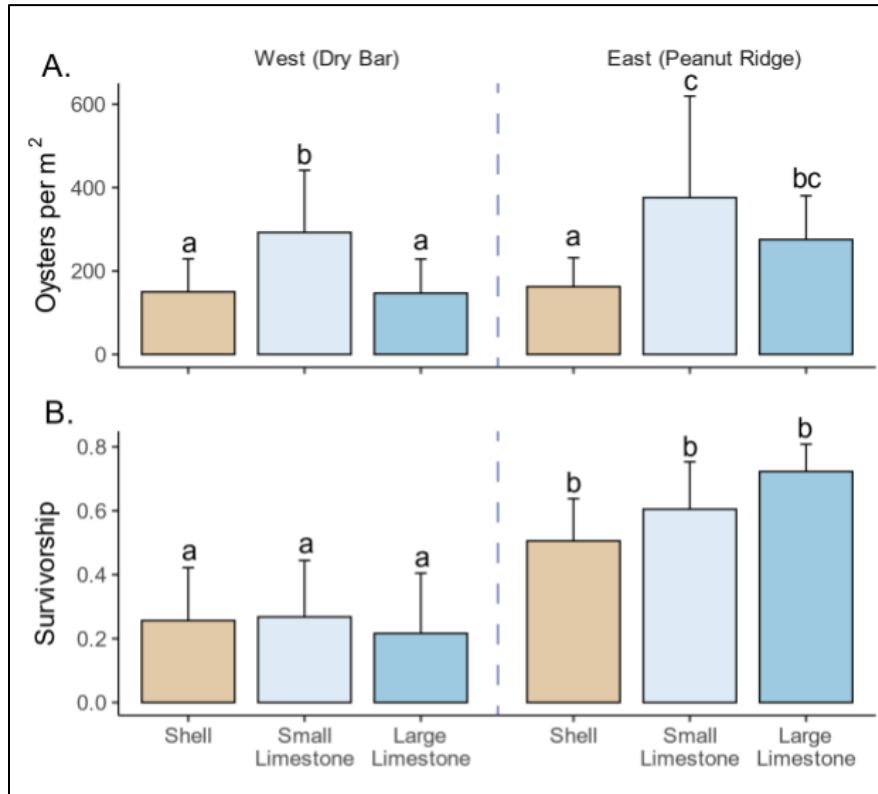 A.
West (Dry Bar) East (Peanut Ridge)
Oysters per m²
600
400
200
0
a b a a c bc
B.
Survivorship
0.8
0.6
0.4
0.2
0.0
a a a b b b
Shell Small Large Shell Small Large
Limestone Limestone Limestone Limestone